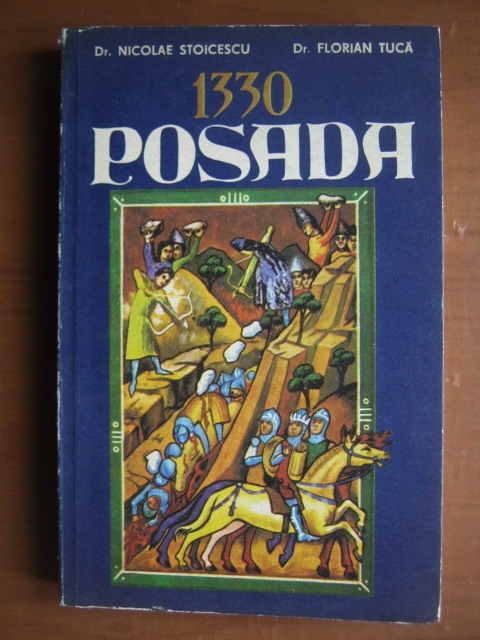 Dr. NICOLAE STOICESCU Dr. FLORIAN TUCĂ
1330
POSADA